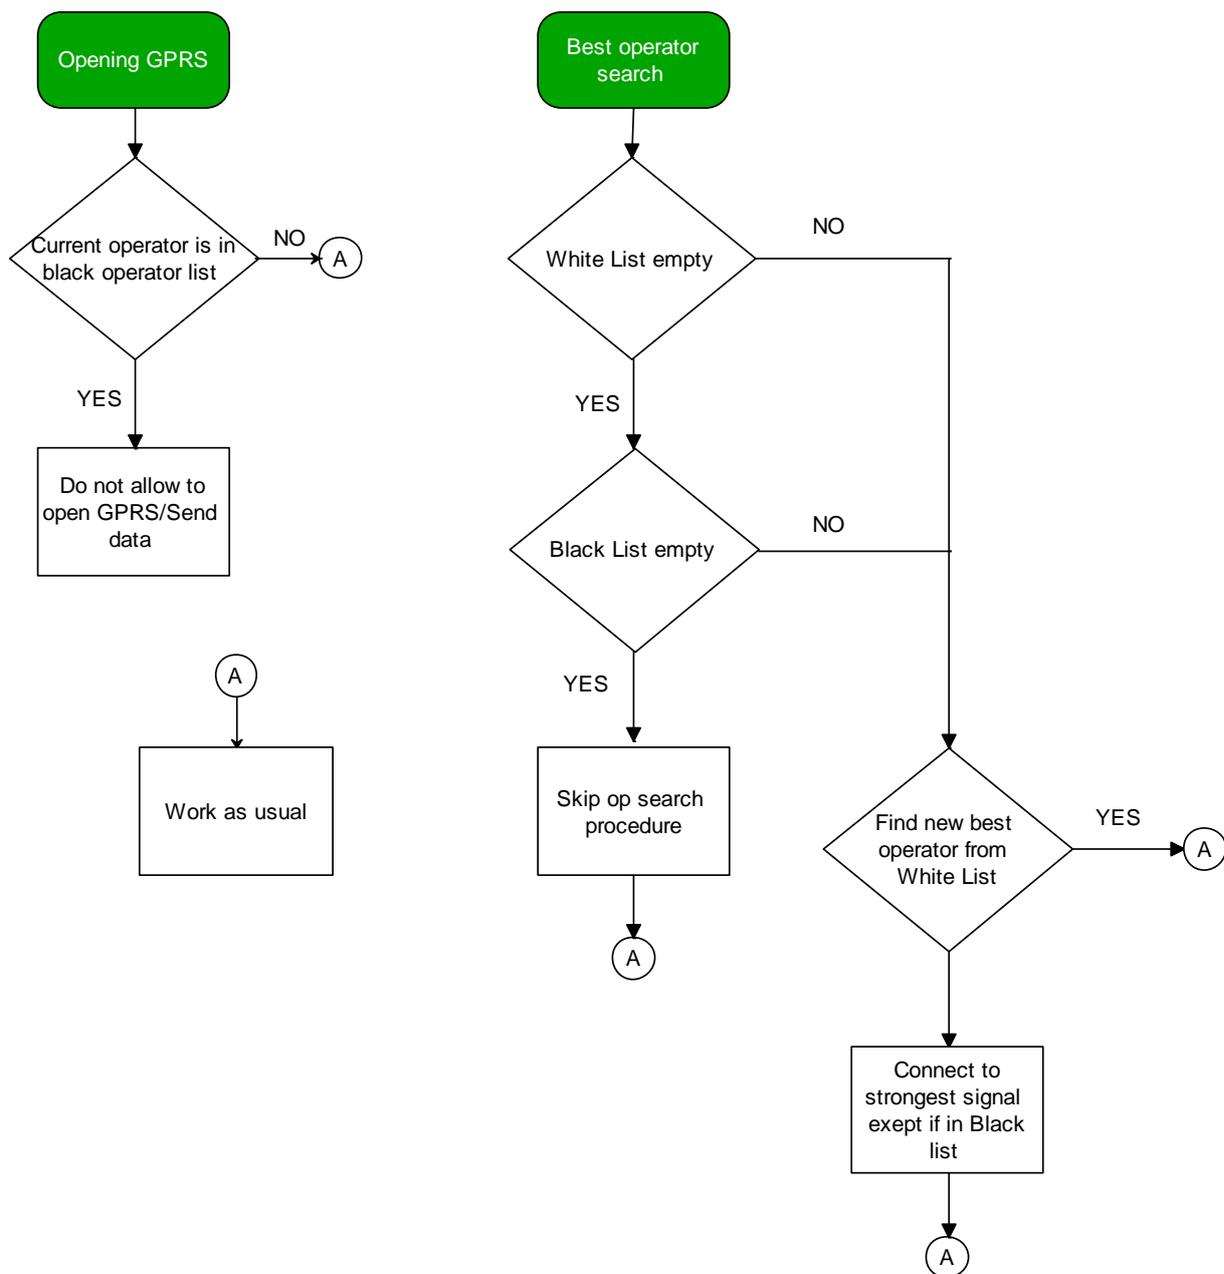 Opening GPRS
Current operator is in
black operator list
NO
A
YES
Do not allow to
open GPRS/Send
data
A
Work as usual
Best operator
search
White List empty
NO
YES
Black List empty
NO
YES
Skip op search
procedure
A
Find new best
operator from
White List
YES
A
Connect to
strongest signal
exept if in Black
list
A